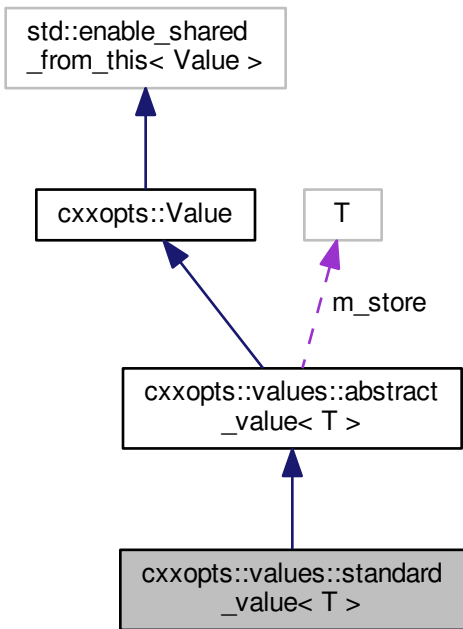 std::enable_shared
_from_this< Value >
cxxopts::Value
T
m_store
cxxopts::values::abstract
_value< T >
cxxopts::values::standard
_value< T >